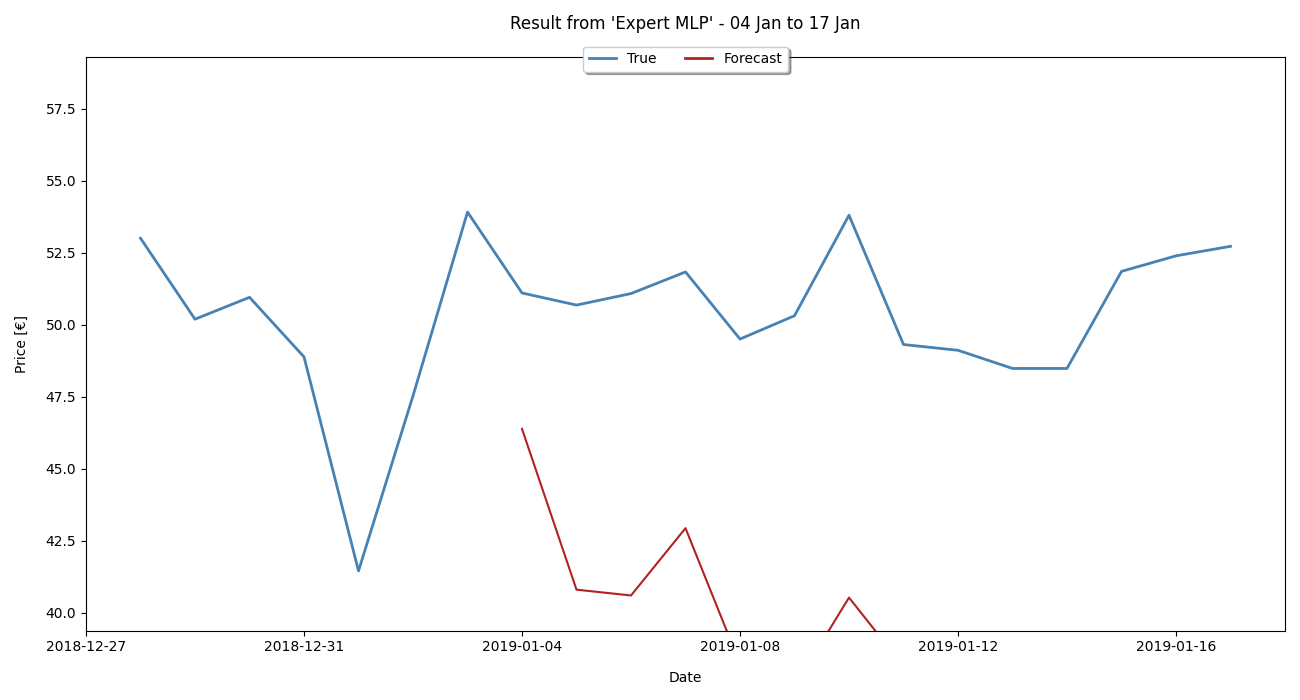 Result from 'Expert MLP' - 04 Jan to 17 Jan
True Forecast
57.5
55.0
52.5
50.0
47.5
45.0
42.5
40.0
Price [€]
2018-12-27 2018-12-31 2019-01-04 2019-01-08 2019-01-12 2019-01-16
Date